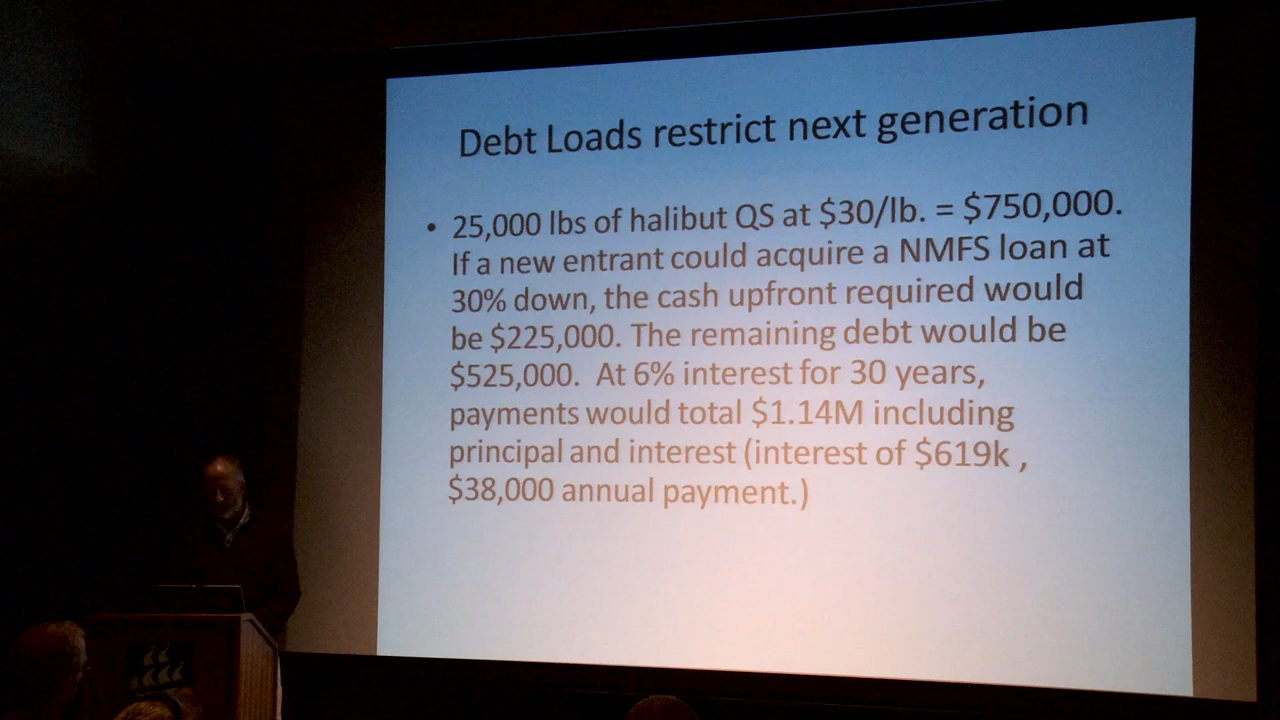 Debt Loads restrict next generation
• 25,000 lbs of halibut QS at $30/lb. = $750,000.
If a new entrant could acquire a NMFS loan at
30% down, the cash upfront required would
be $225,000. The remaining debt would be
$525,000.  At 6% interest for 30 years,
payments would total $1.14M including
principal and interest (interest of $619k ,
$38,000 annual payment.)